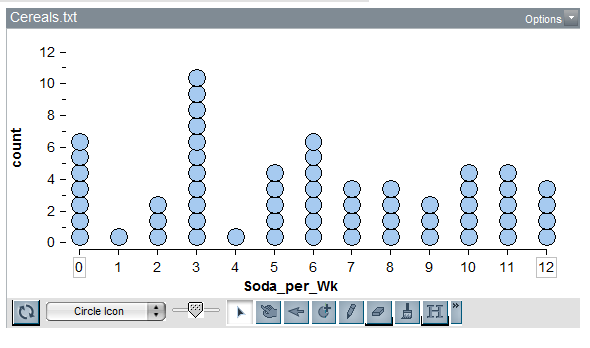 Cereals.txt
Options
12
10
8
6
4
2
0
count
0 1 2 3 4 5 6 7 8 9 10 11 12
Soda_per_Wk
Circle Icon
H
»